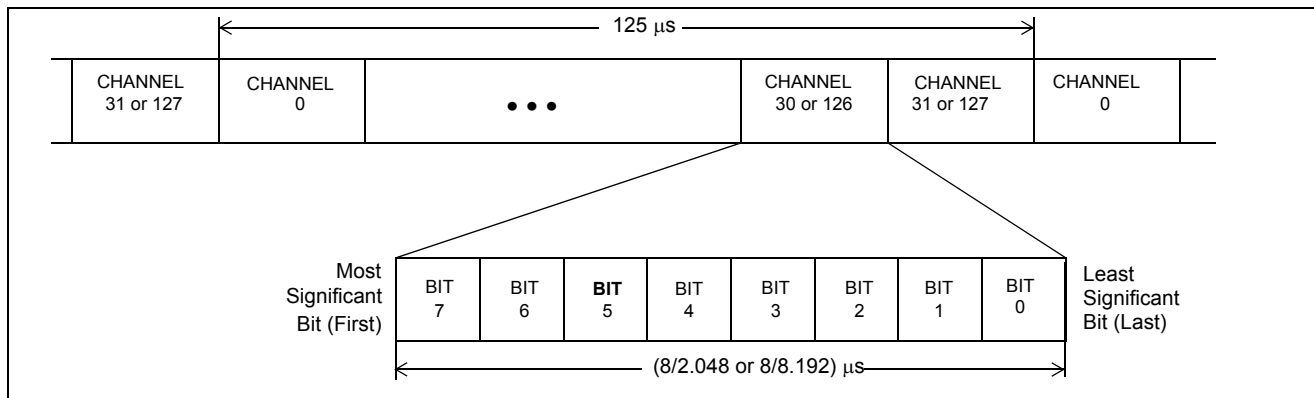 125 μs
CHANNEL
31 or 127
CHANNEL
0
•••
CHANNEL
30 or 126
CHANNEL
31 or 127
CHANNEL
0
Most
Significant
Bit (First)
BIT
7
BIT
6
BIT
5
BIT
4
BIT
3
BIT
2
BIT
1
BIT
0
Least
Significant
Bit (Last)
(8/2.048 or 8/8.192) μs